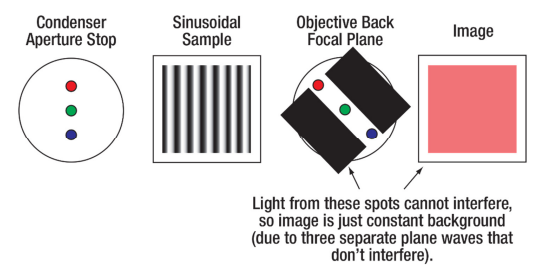 Condenser
Aperture Stop
Sinusoidal
Sample
Objective Back
Focal Plane
Image
Light from these spots cannot interfere,
so image is just constant background
(due to three separate plane waves that
don't interfere).